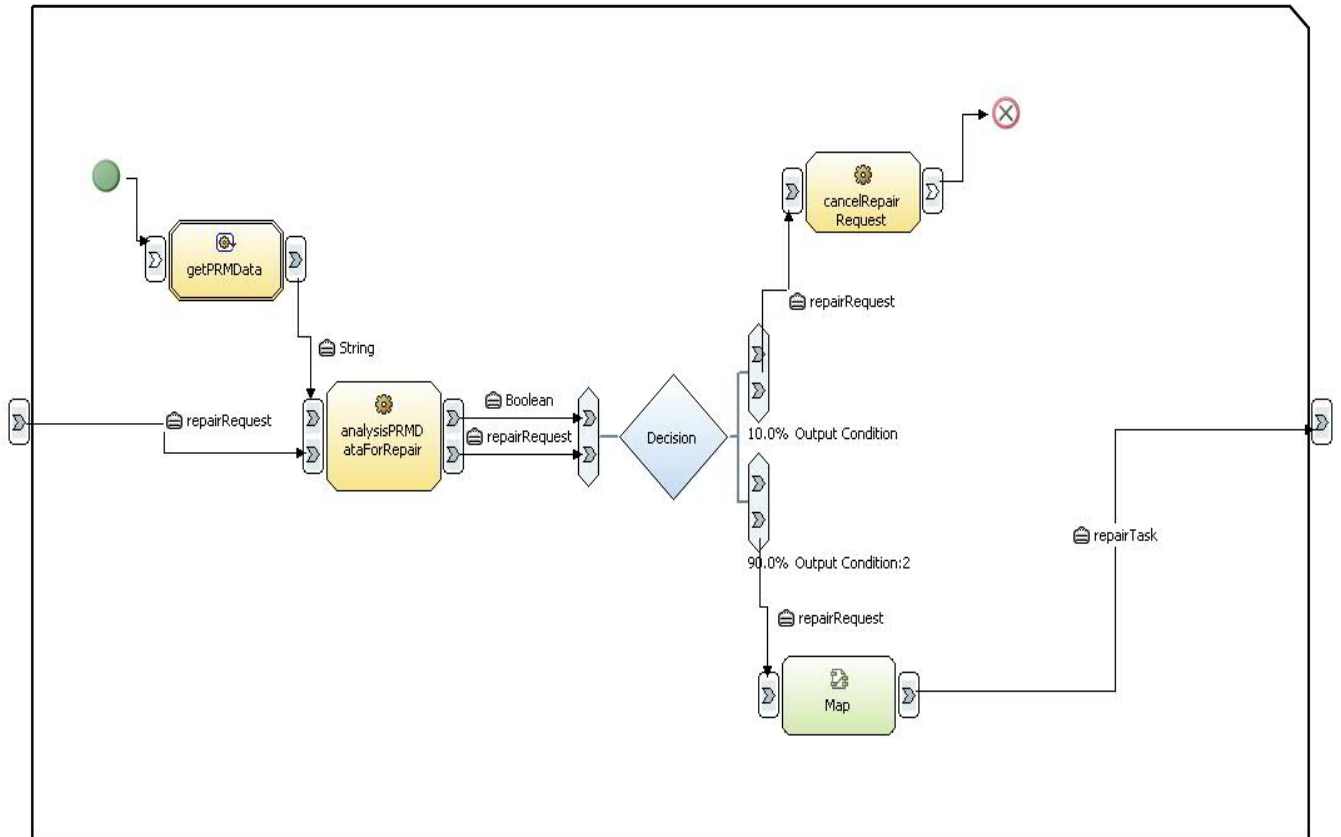 cancelRepair
Request
getPRMData
repairRequest
String
repairRequest
Boolean
analysisPRMD
ataForRepair
repairRequest
Decision
10.0% Output Condition
repairTask
90.0% Output Condition:2
repairRequest
Map